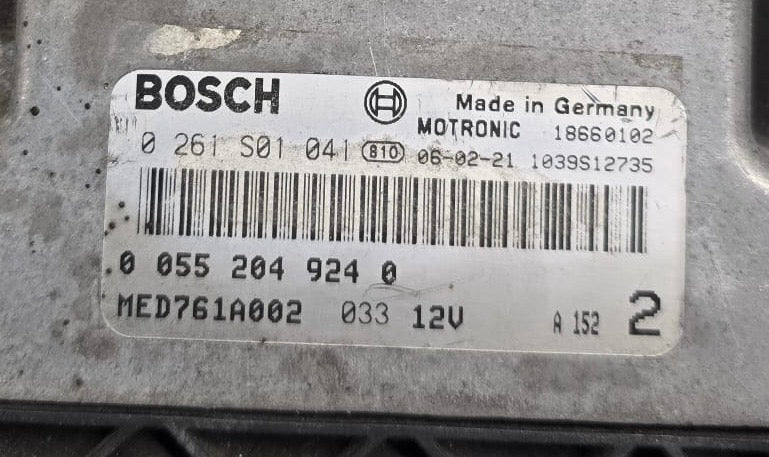 BOSCH Made in Germany
MOTRONIC 18660102
0 261 S01 041 810 06-02-21 1039S12735
0 055 204 924 0
MED761A002 033 12V A 152 2